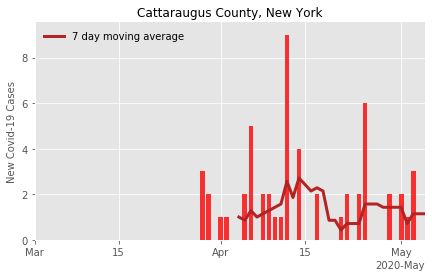 Cattaraugus County, New York
7 day moving average
New Covid-19 Cases
8
6
4
2
0
Mar 15 Apr 15 May
2020-May